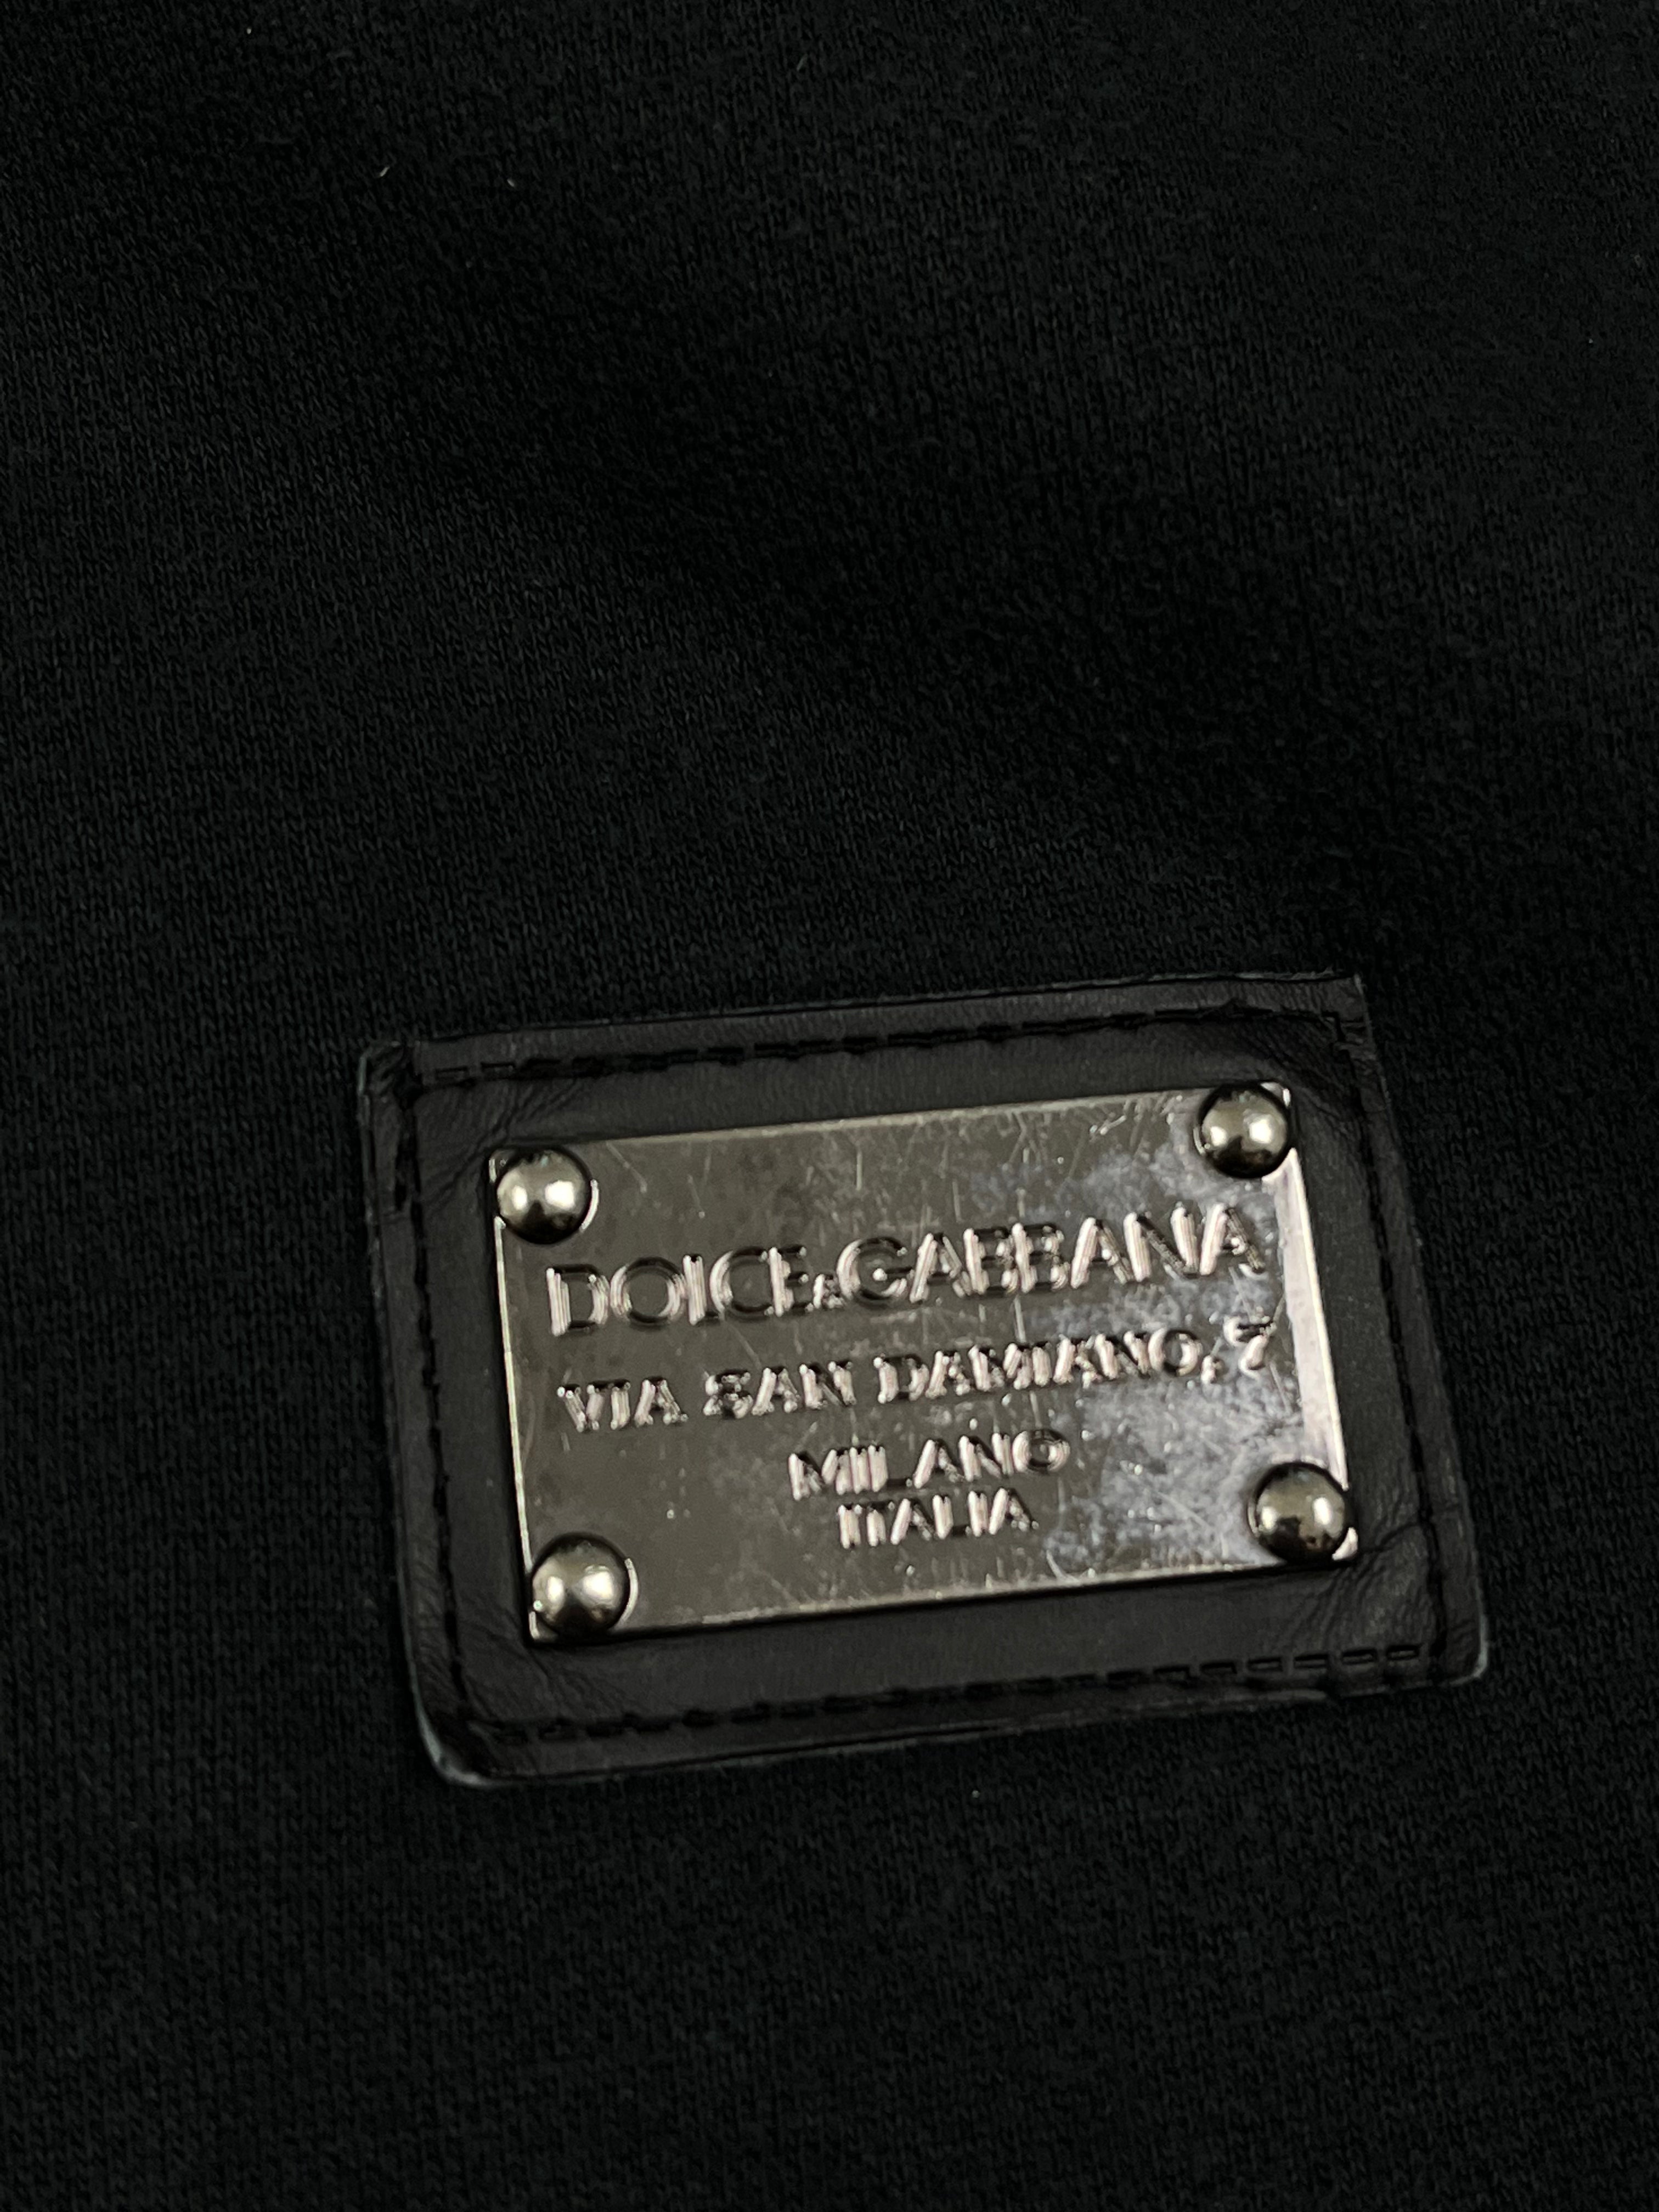 DOLCE&GABBANA
VIA SAN DAMIANO, 7
MILANO
ITALIA